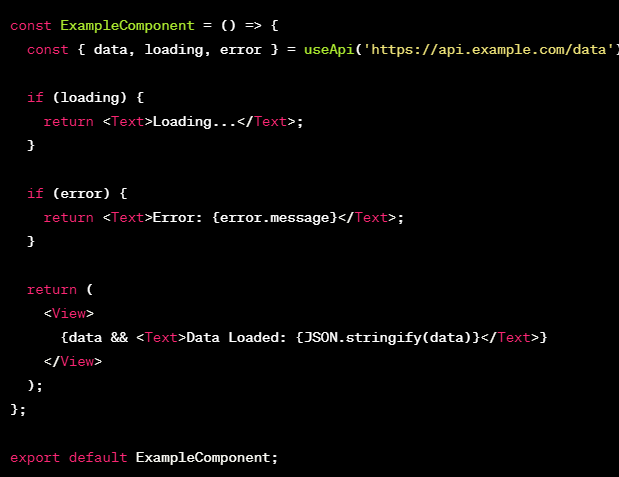 const ExampleComponent = () => {
  const { data, loading, error } = useApi('https://api.example.com/data')

  if (loading) {
    return <Text>Loading...</Text>;
  }

  if (error) {
    return <Text>Error: {error.message}</Text>;
  }

  return (
    <View>
      {data && <Text>Data Loaded: {JSON.stringify(data)}</Text>}
    </View>
  );
};

export default ExampleComponent;